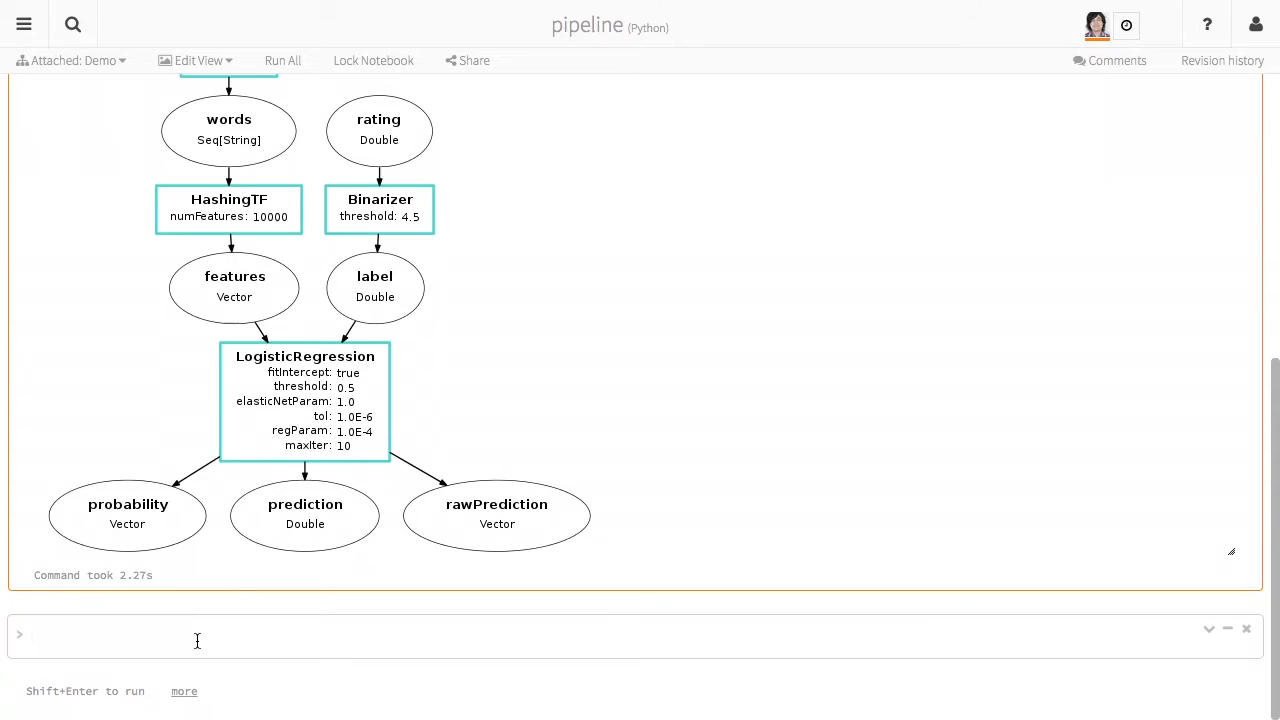 pipeline (Python)
?
Attached: Demo
Edit View
Run All
Lock Notebook
Share
Comments
Revision history
words
Seq[String]
rating
Double
HashingTF
numFeatures: 10000
Binarizer
threshold: 4.5
features
Vector
label
Double
LogisticRegression
fitIntercept: true
threshold: 0.5
elasticNetParam: 1.0
tol: 1.0E-6
regParam: 1.0E-4
maxIter: 10
probability
Vector
prediction
Double
rawPrediction
Vector
Command took 2.27s
>
Shift+Enter to run more